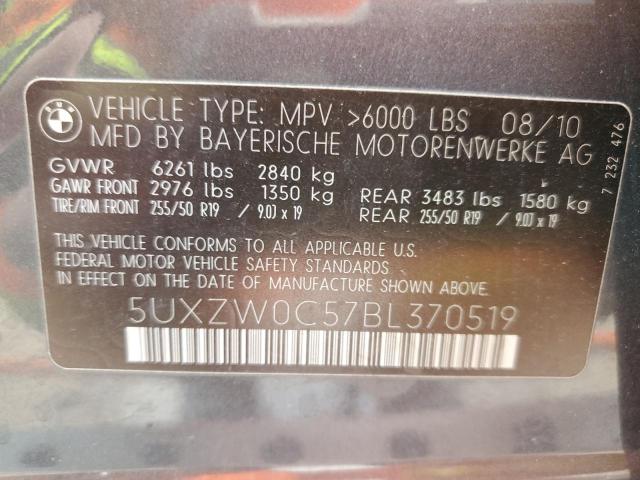 BMW
VEHICLE TYPE: MPV >6000 LBS 08/10
MFD BY BAYERISCHE MOTORENWERKE AG
GVWR 6261 lbs 2840 kg
GAWR FRONT 2976 lbs 1350 kg REAR 3483 lbs 1580 kg
TIRE/RIM FRONT 255/50 R19 / 9.0J x 19 REAR 255/50 R19 / 9.0J x 19
THIS VEHICLE CONFORMS TO ALL APPLICABLE U.S.
FEDERAL MOTOR VEHICLE SAFETY STANDARDS
IN EFFECT ON THE DATE OF MANUFACTURE SHOWN ABOVE
5UXZW0C57BL370519
7 232 476